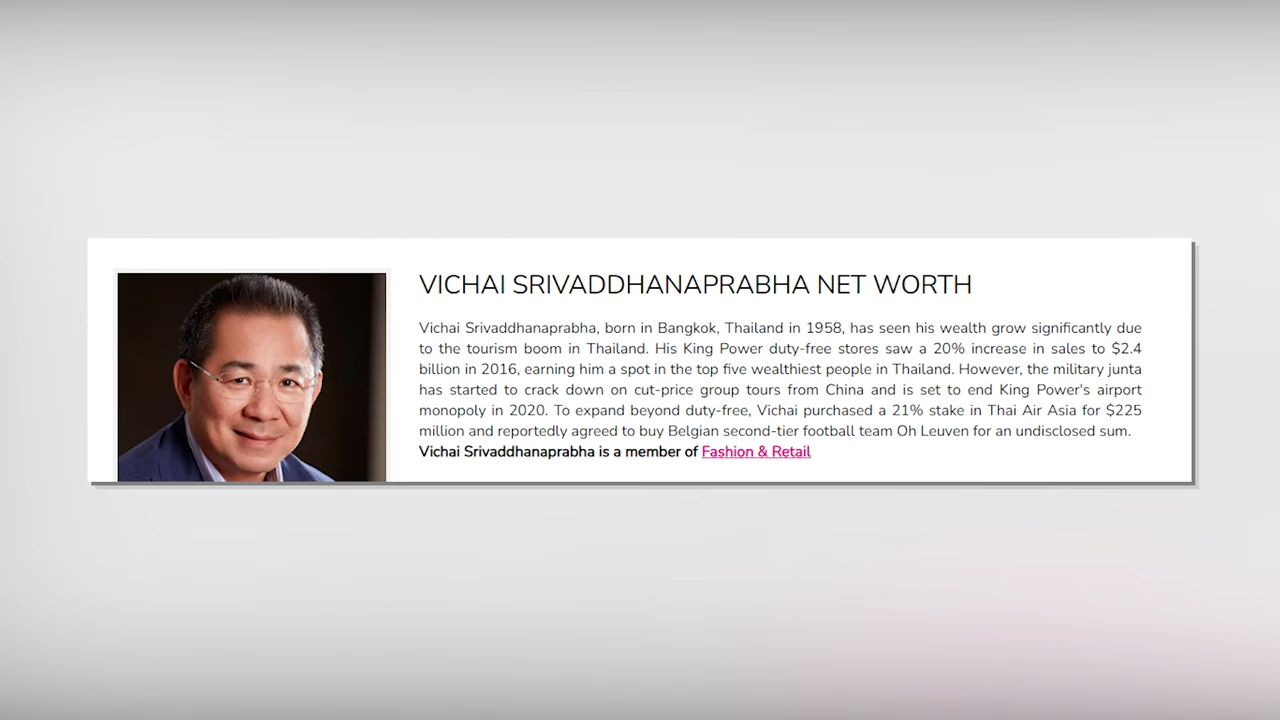 VICHAI SRIVADDHANAPRABHA NET WORTH
Vichai Srivaddhanaprabha, born in Bangkok, Thailand in 1958, has seen his wealth grow significantly due
to the tourism boom in Thailand. His King Power duty-free stores saw a 20% increase in sales to $2.4
billion in 2016, earning him a spot in the top five wealthiest people in Thailand. However, the military junta
has started to crack down on cut-price group tours from China and is set to end King Power's airport
monopoly in 2020. To expand beyond duty-free, Vichai purchased a 21% stake in Thai Air Asia for $225
million and reportedly agreed to buy Belgian second-tier football team Oh Leuven for an undisclosed sum.
Vichai Srivaddhanaprabha is a member of Fashion & Retail